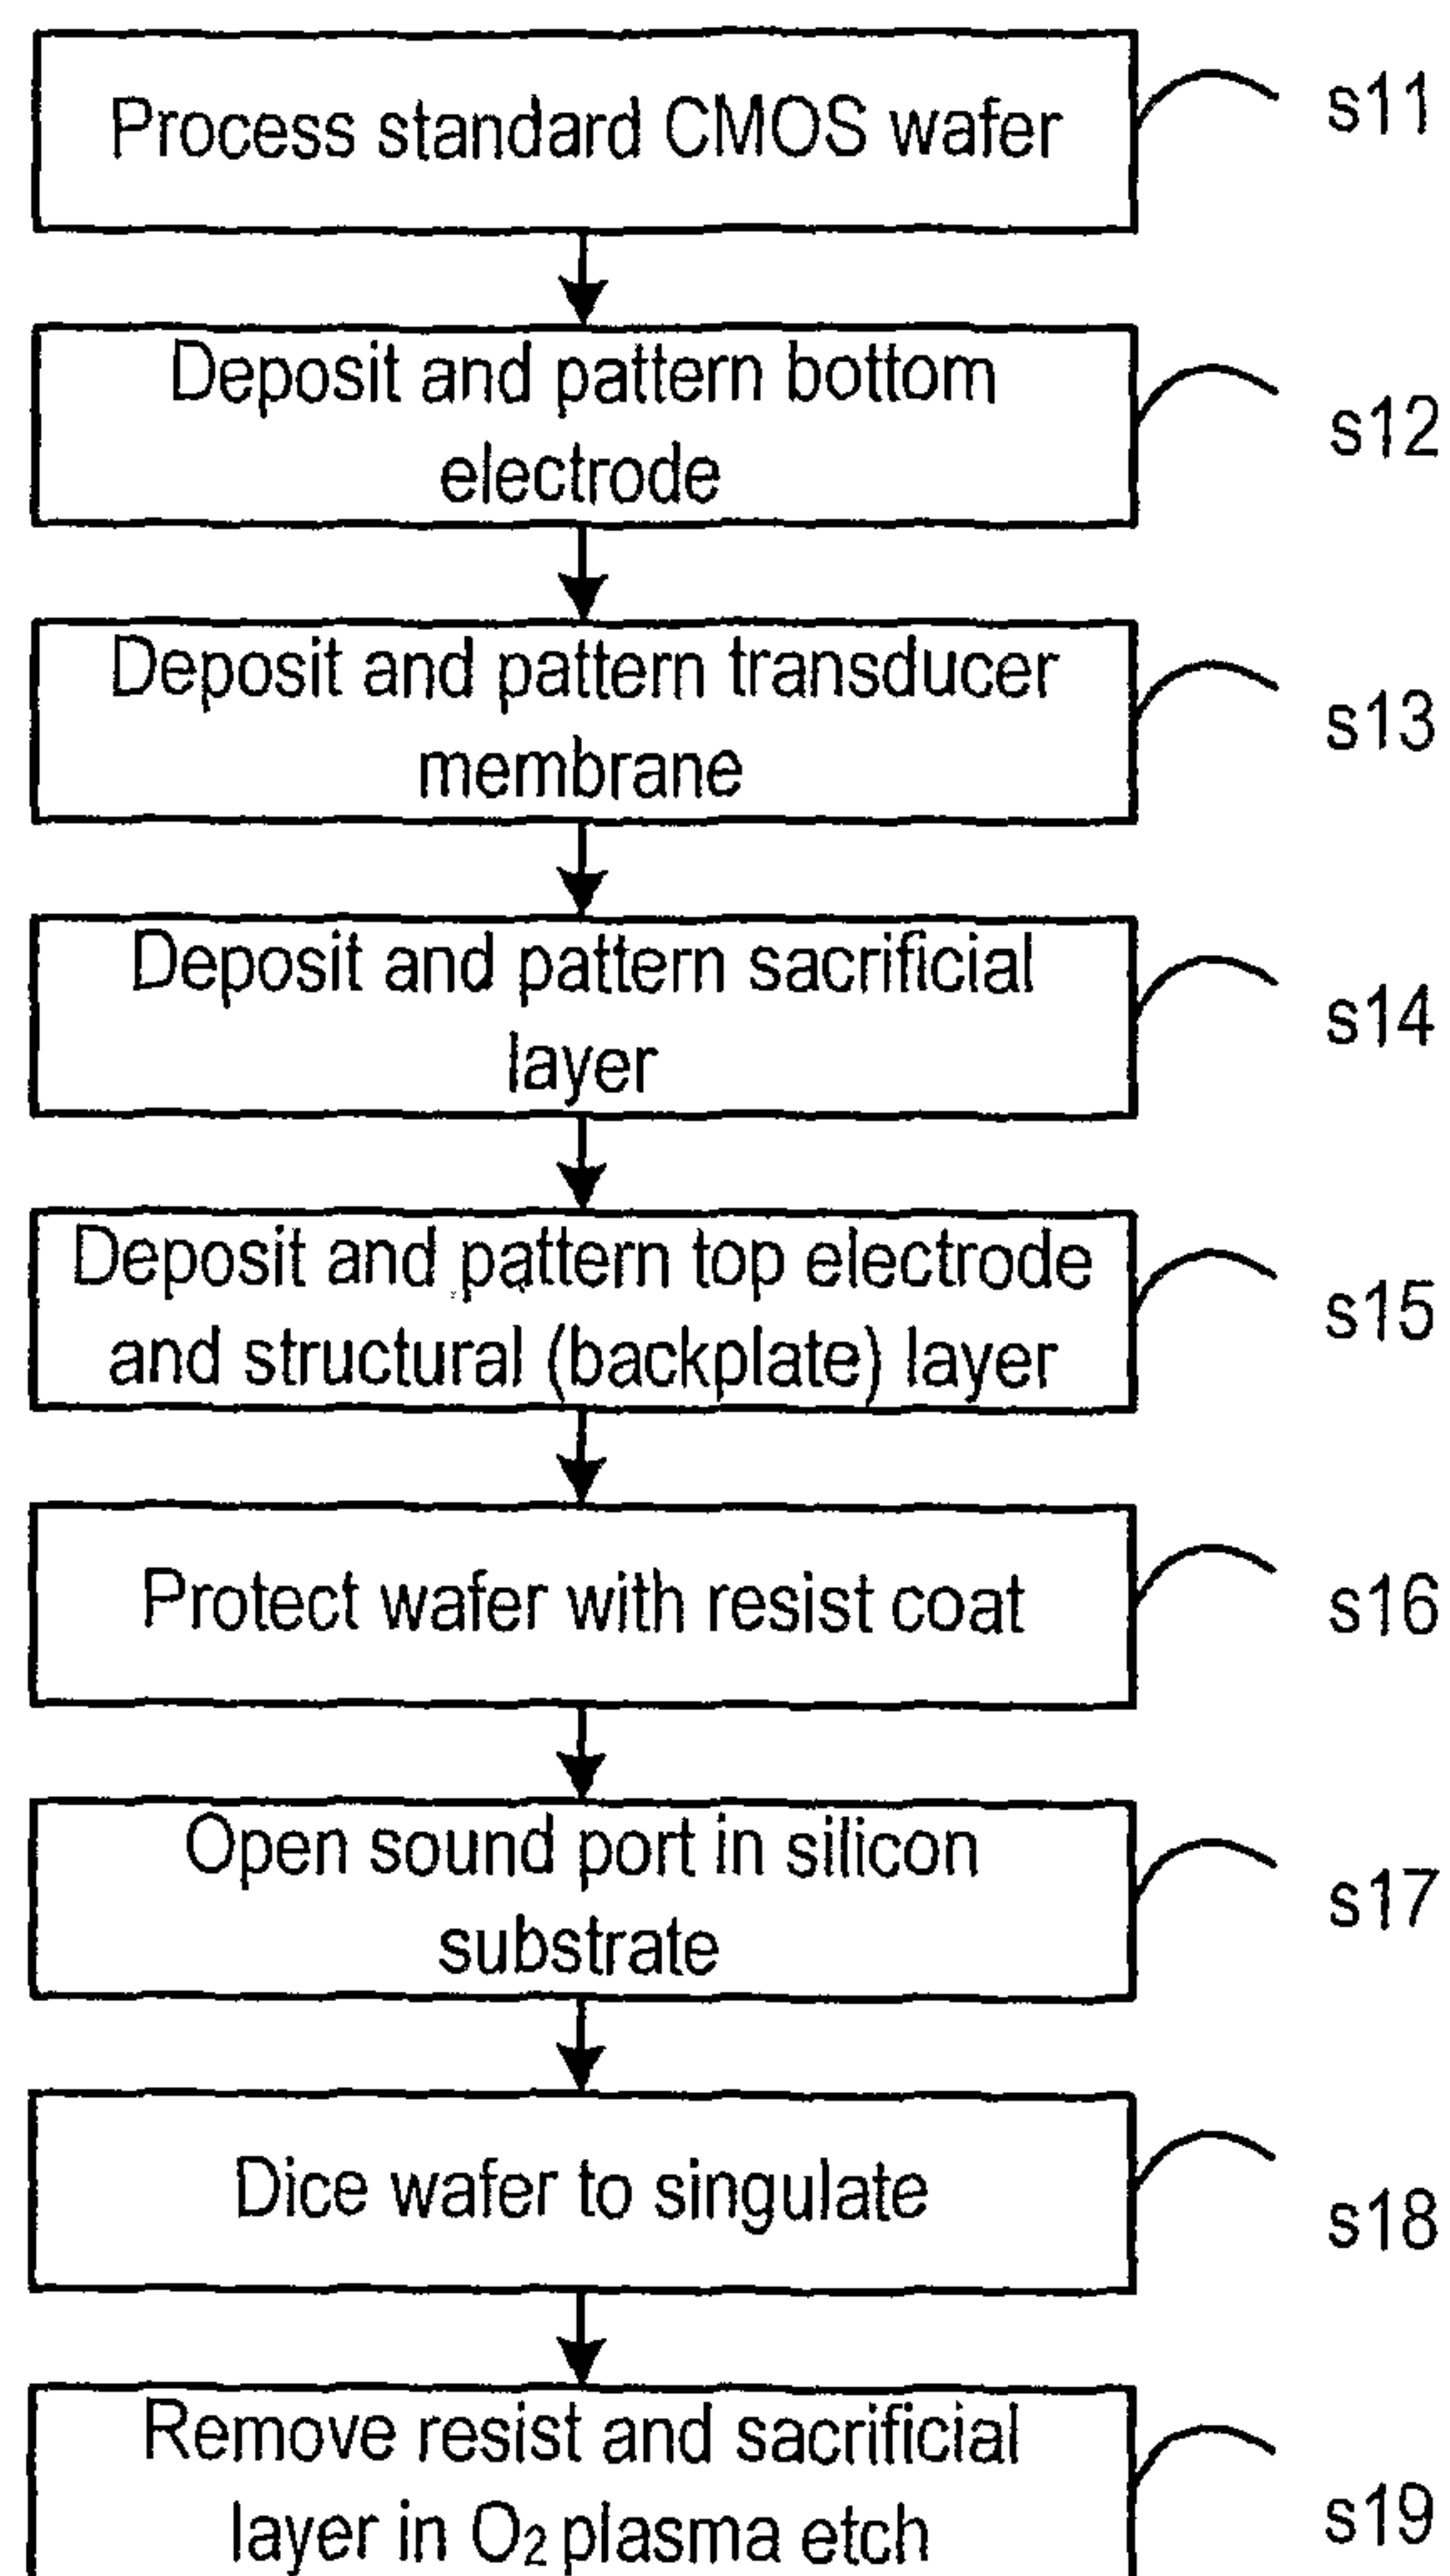 Process standard CMOS wafer
s11
Deposit and pattern bottom
electrode
s12
Deposit and pattern transducer
membrane
s13
Deposit and pattern sacrificial
layer
s14
Deposit and pattern top electrode
and structural (backplate) layer
s15
Protect wafer with resist coat
s16
Open sound port in silicon
substrate
s17
Dice wafer to singulate
s18
Remove resist and sacrificial
layer in O₂ plasma etch
s19